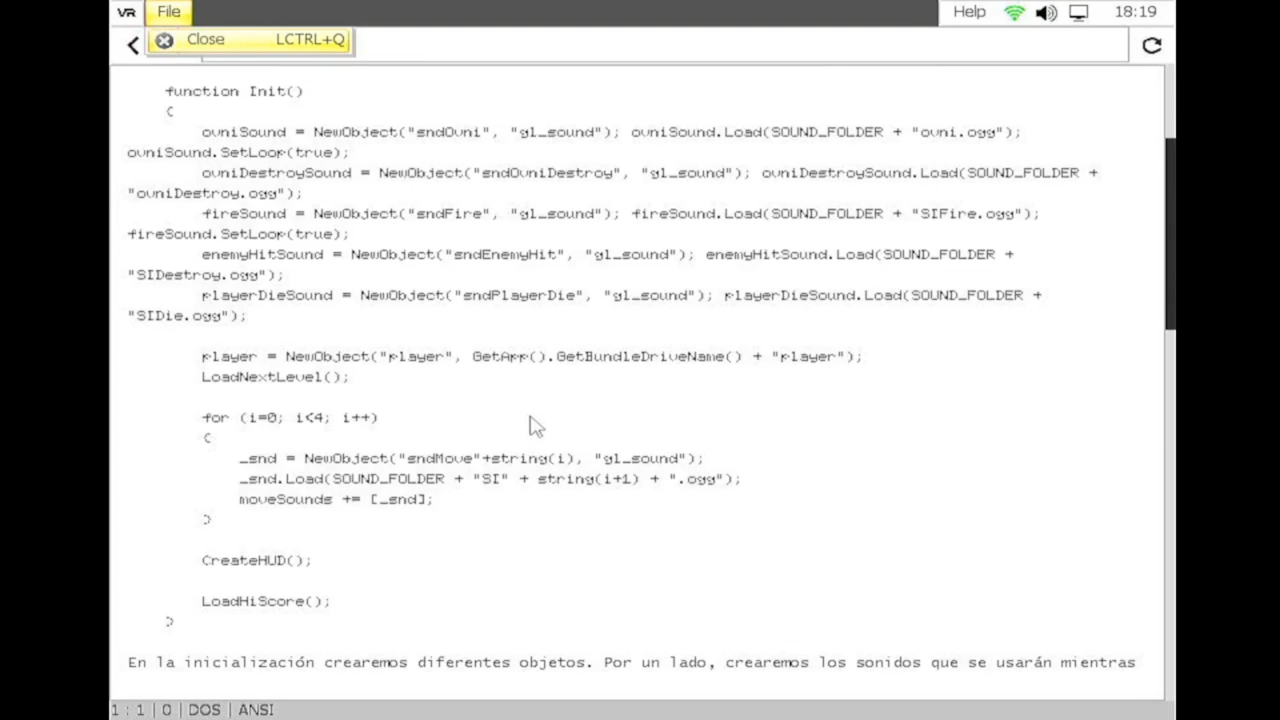 VR File Help 18:19
Close LCTRL+Q
function Init()
{
ovniSound = NewObject("sndOvni", "gl_sound"); ovniSound.Load(SOUND_FOLDER + "ovni.ogg");
ovniSound.SetLoop(true);
ovniDestroySound = NewObject("sndOvniDestroy", "gl_sound"); ovniDestroySound.Load(SOUND_FOLDER +
"ovniDestroy.ogg");
fireSound = NewObject("sndFire", "gl_sound"); fireSound.Load(SOUND_FOLDER + "SIFire.ogg");
fireSound.SetLoop(true);
enemyHitSound = NewObject("sndEnemyHit", "gl_sound"); enemyHitSound.Load(SOUND_FOLDER +
"SIDestroy.ogg");
playerDieSound = NewObject("sndPlayerDie", "gl_sound"); playerDieSound.Load(SOUND_FOLDER +
"SIDie.ogg");
player = NewObject("player", GetApp().GetBundleDriveName() + "player");
LoadNextLevel();
for (i=0; i<4; i++)
{
_snd = NewObject("sndMove"+string(i), "gl_sound");
_snd.Load(SOUND_FOLDER + "SI" + string(i+1) + ".ogg");
moveSounds += [_snd];
}
CreateHUD();
LoadHiScore();
}
En la inicialización crearemos diferentes objetos. Por un lado, crearemos los sonidos que se usarán mientras
1 : 1 | 0 | DOS | ANSI